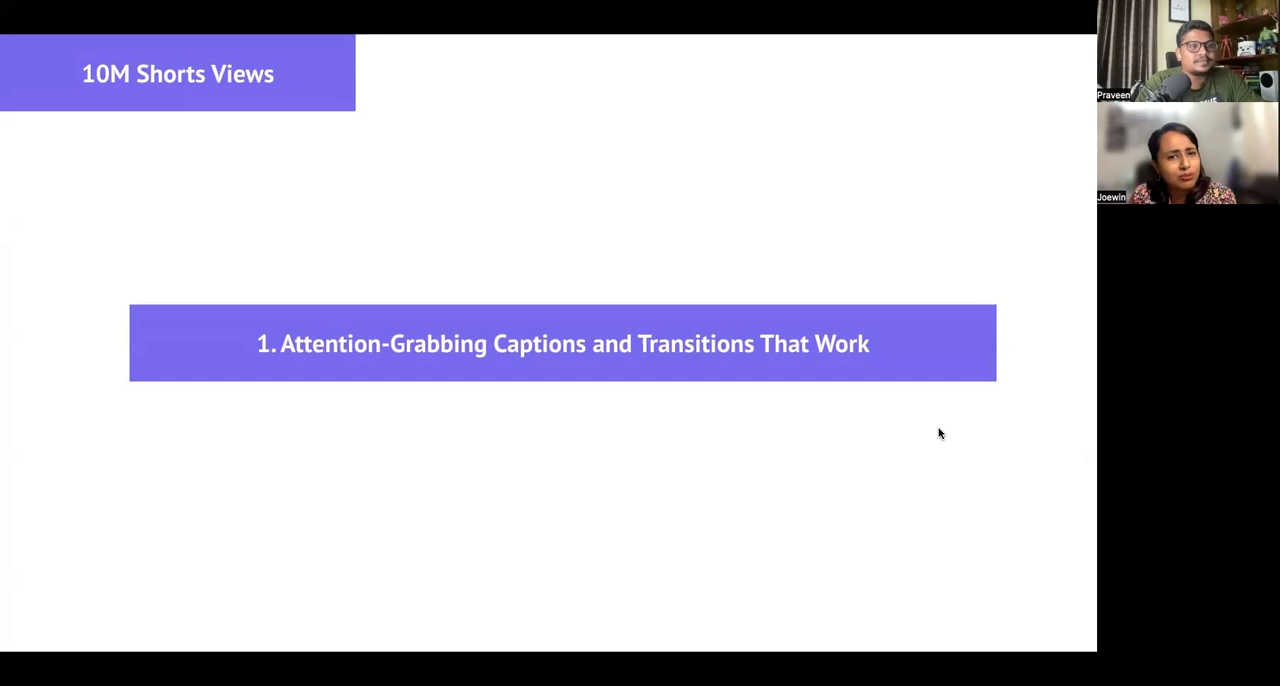 10M Shorts Views
Praveen
Joewin
1. Attention-Grabbing Captions and Transitions That Work